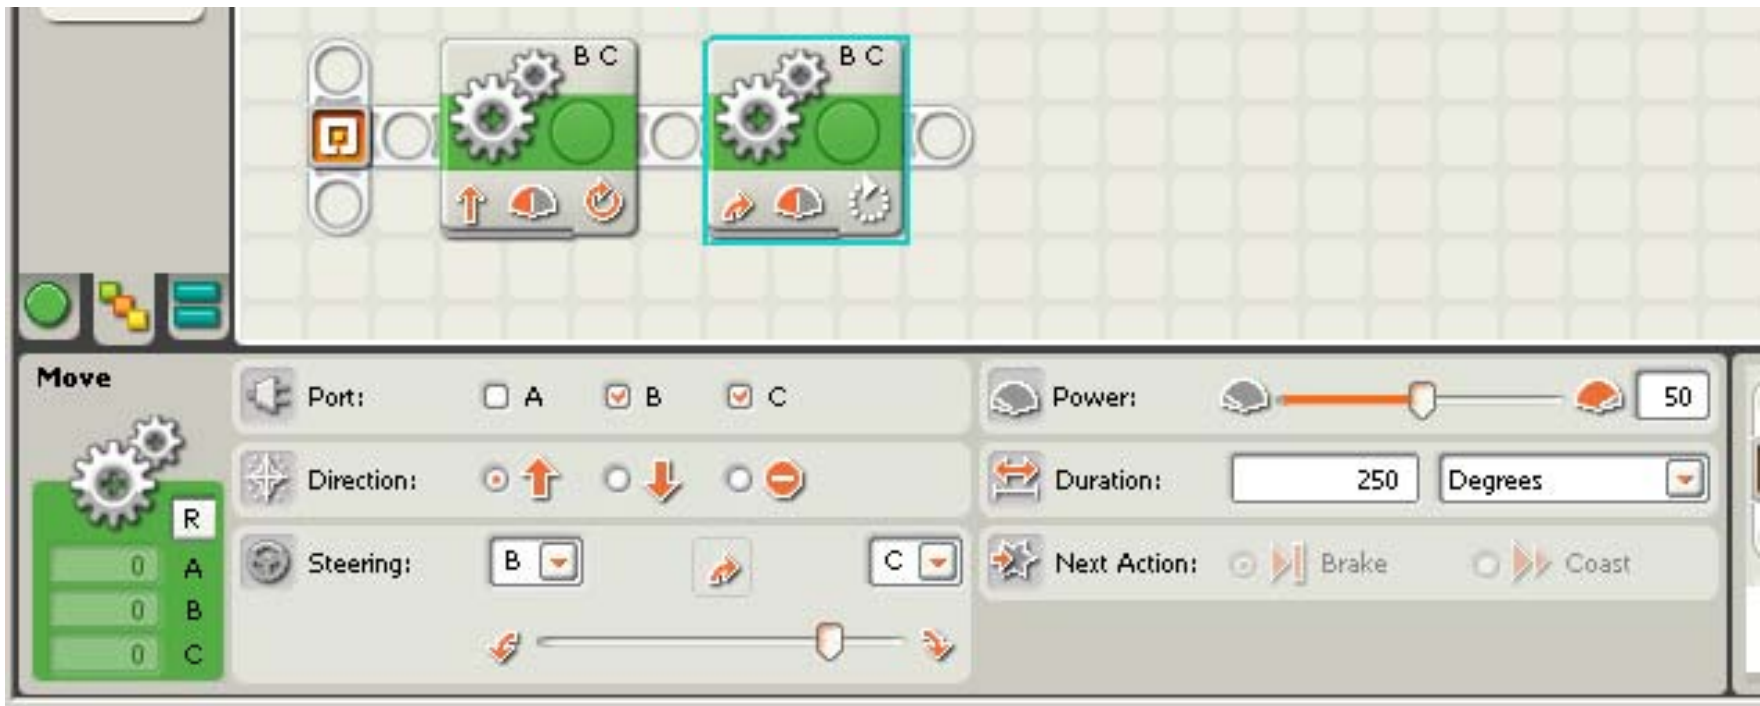 B C
B C
Move
Port: A B C
Power: 50
Direction:
Duration: 250 Degrees
R
Steering: B C
Next Action: Brake Coast
0 A
0 B
0 C